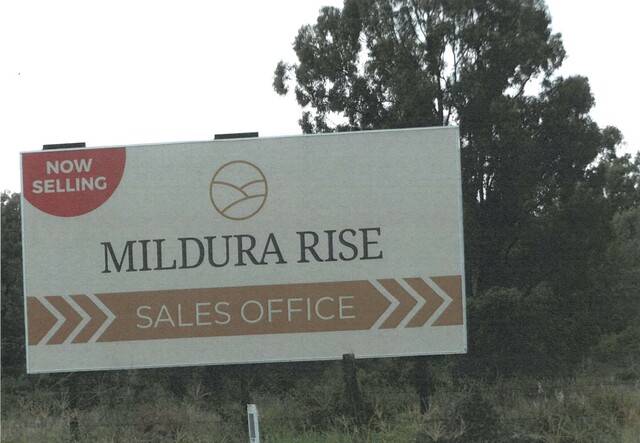 NOW
SELLING
MILDURA RISE
SALES OFFICE